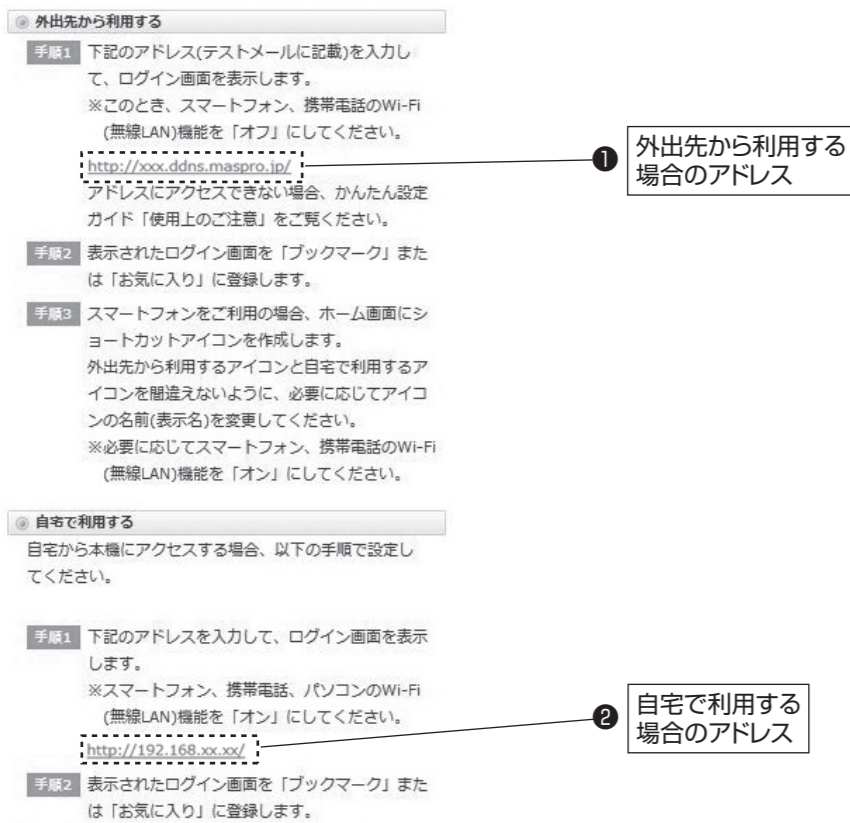 外出先から利用する
手順1 下記のアドレス(テストメールに記載)を入力し
て、ログイン画面を表示します。
※このとき、スマートフォン、携帯電話のWi-Fi
(無線LAN)機能を「オフ」にしてください。
http://xxx.ddns.maspro.jp/
❶ 外出先から利用する
場合のアドレス
アドレスにアクセスできない場合、かんたん設定
ガイド「使用上のご注意」をご覧ください。
手順2 表示されたログイン画面を「ブックマーク」また
は「お気に入り」に登録します。
手順3 スマートフォンをご利用の場合、ホーム画面にシ
ョートカットアイコンを作成します。
外出先から利用するアイコンと自宅で利用するア
イコンを間違えないように、必要に応じてアイコ
ンの名前(表示名)を変更してください。
※必要に応じてスマートフォン、携帯電話のWi-Fi
(無線LAN)機能を「オン」にしてください。
自宅で利用する
自宅から本機にアクセスする場合、以下の手順で設定し
てください。
手順1 下記のアドレスを入力して、ログイン画面を表示
します。
※スマートフォン、携帯電話、パソコンのWi-Fi
(無線LAN)機能を「オン」にしてください。
http://192.168.xx.xx/
❷ 自宅で利用する
場合のアドレス
手順2 表示されたログイン画面を「ブックマーク」また
は「お気に入り」に登録します。